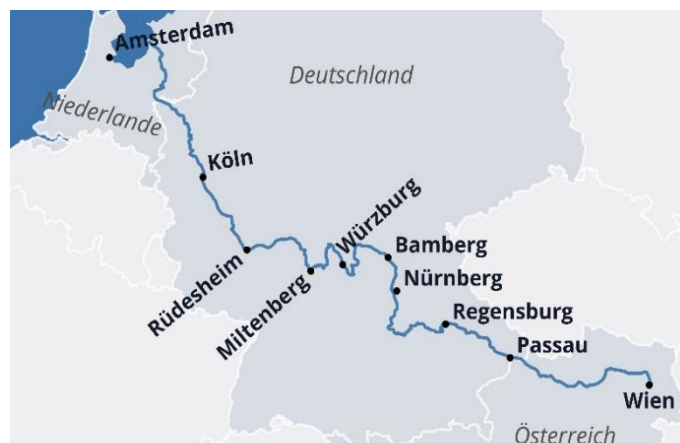 Amsterdam
Deutschland
Niederlande
Köln
Würzburg
Rüdesheim
Miltenberg
Bamberg
Nürnberg
Regensburg
Passau
Wien
Österreich